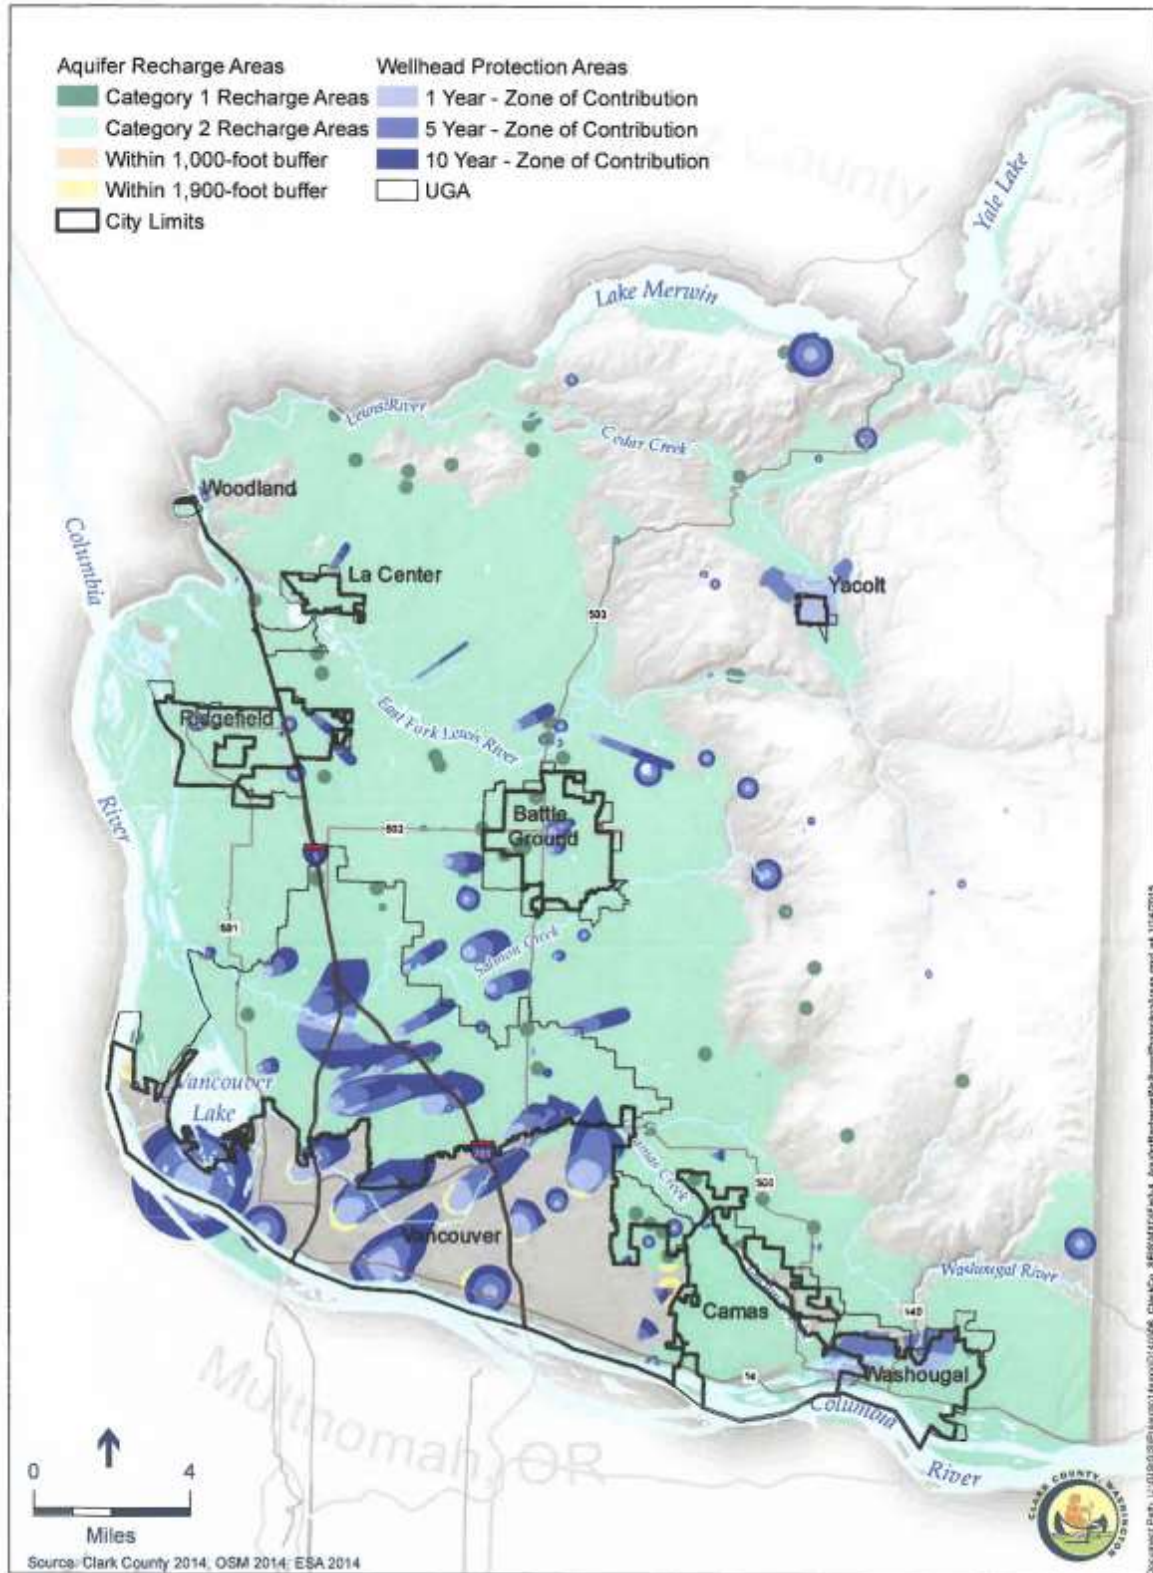 Aquifer Recharge Areas
Category 1 Recharge Areas
Category 2 Recharge Areas
Within 1,000-foot buffer
Within 1,900-foot buffer
City Limits
Wellhead Protection Areas
1 Year - Zone of Contribution
5 Year - Zone of Contribution
10 Year - Zone of Contribution
UGA
County
Yale Lake
Lake Merwin
Lewis River
Cedar Creek
Woodland
Columbia
La Center
Yacolt
503
Ridgefield
East Fork Lewis River
River
Battle
Ground
502
5
501
Salmon Creek
Vancouver
Lake
205
500
Vancouver
Washougal River
Camas
140
14
Washougal
Columbia
River
Multnomah, OR
0 4
Miles
CLARK COUNTY, WASHINGTON
Source: Clark County 2014, OSM 2014, ESA 2014